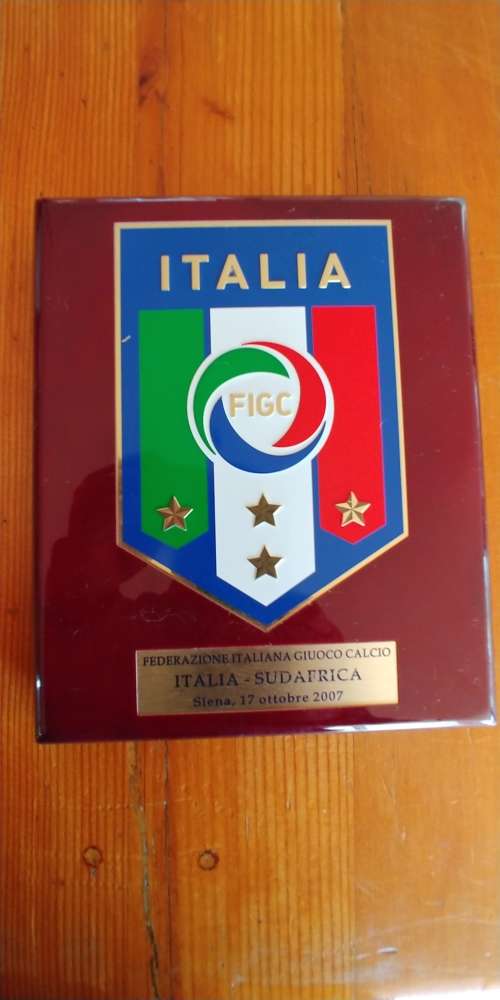 ITALIA
FIGC
FEDERAZIONE ITALIANA GIUOCO CALCIO
ITALIA - SUDAFRICA
Siena, 17 ottobre 2007